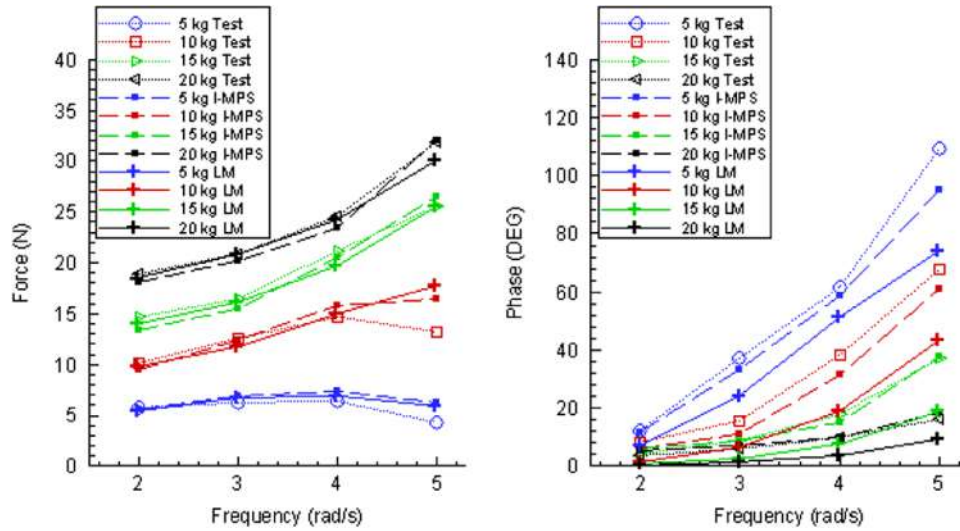 5 kg Test
10 kg Test
15 kg Test
20 kg Test
5 kg I-MPS
10 kg I-MPS
15 kg I-MPS
20 kg I-MPS
5 kg LM
10 kg LM
15 kg LM
20 kg LM
40
35
30
25
20
15
10
5
0
Force (N)
2 3 4 5
Frequency (rad/s)
5 kg Test
10 kg Test
15 kg Test
20 kg Test
5 kg I-MPS
10 kg I-MPS
15 kg I-MPS
20 kg I-MPS
5 kg LM
10 kg LM
15 kg LM
20 kg LM
140
120
100
80
60
40
20
0
Phase (DEG)
2 3 4 5
Frequency (rad/s)